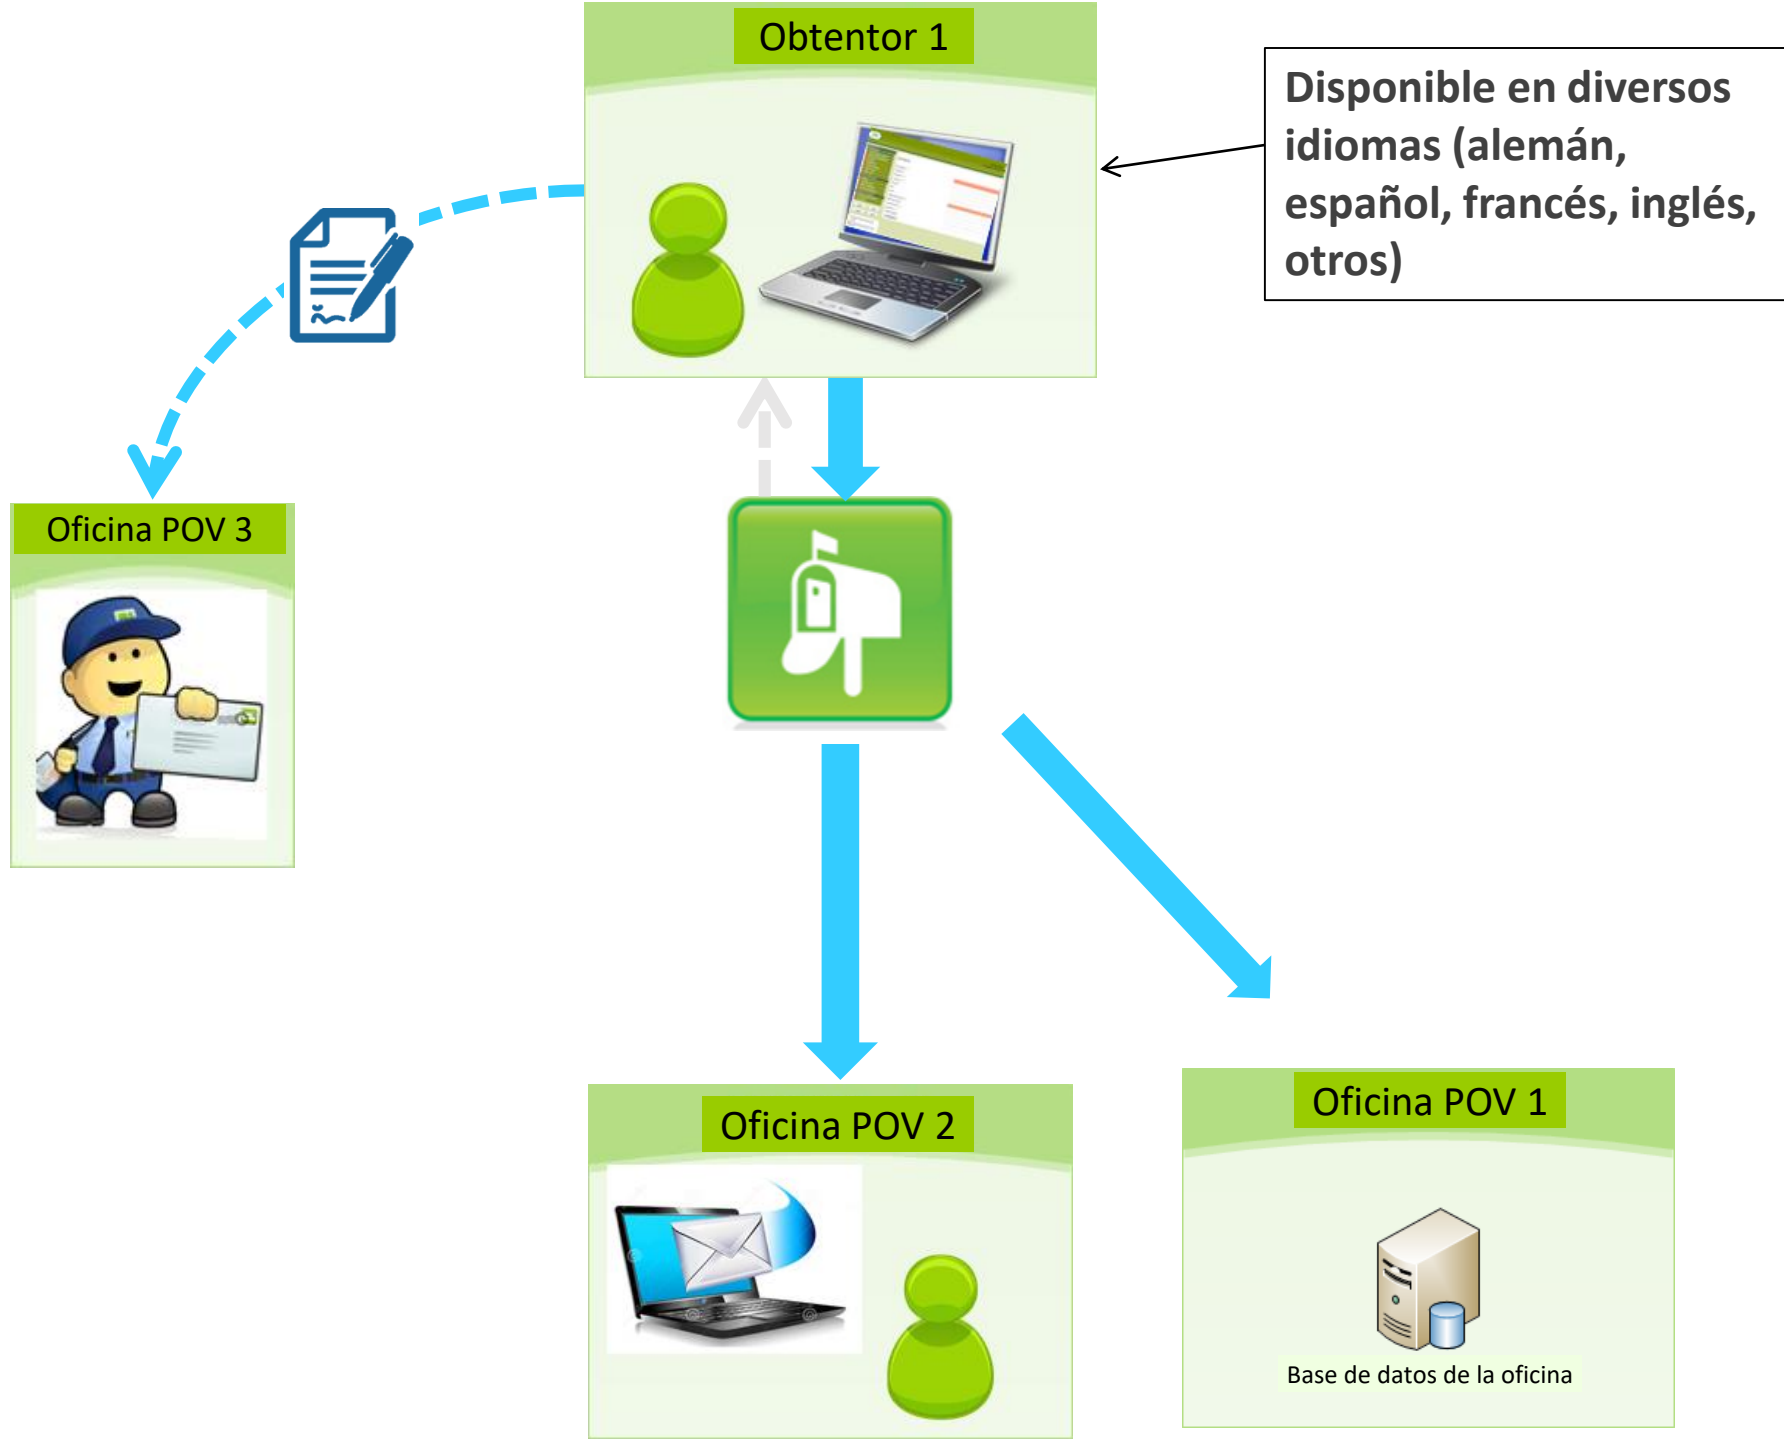 Obtentor 1
Disponible en diversos
idiomas (alemán,
español, francés, inglés,
otros)
Oficina POV 3
Oficina POV 2
Oficina POV 1
Base de datos de la oficina